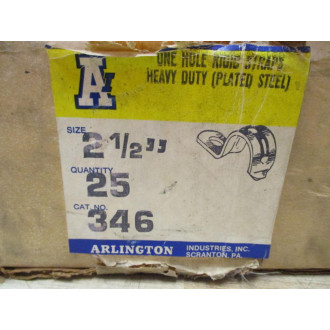 A
ONE HOLE RIGID STRAPS
HEAVY DUTY (PLATED STEEL)
SIZE
2 1/2"
QUANTITY
25
CAT. NO.
346
ARLINGTON
INDUSTRIES, INC.
SCRANTON, PA.